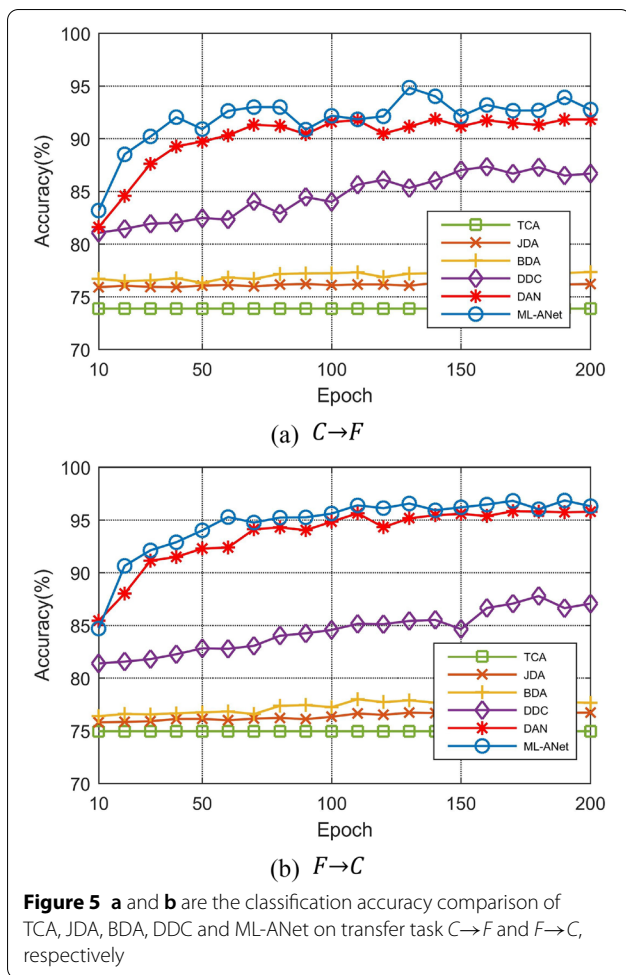 100
95
90
85
80
75
70
Accuracy(%)
TCA
JDA
BDA
DDC
DAN
ML-ANet
10 50 100 150 200
Epoch
(a) C→F
100
95
90
85
80
75
70
Accuracy(%)
TCA
JDA
BDA
DDC
DAN
ML-ANet
10 50 100 150 200
Epoch
(b) F→C
Figure 5 a and b are the classification accuracy comparison of
TCA, JDA, BDA, DDC and ML-ANet on transfer task C→F and F→C,
respectively